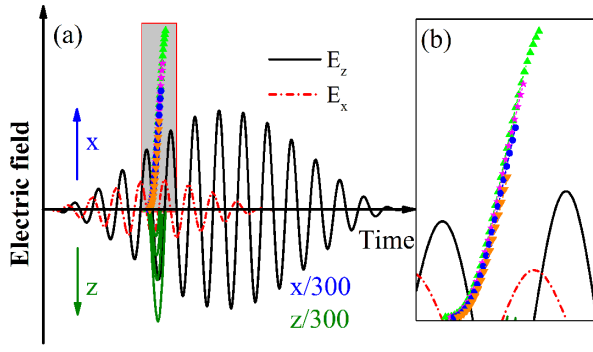 (a)
E_z
E_x
(b)
x
Electric field
Time
z
x/300
z/300